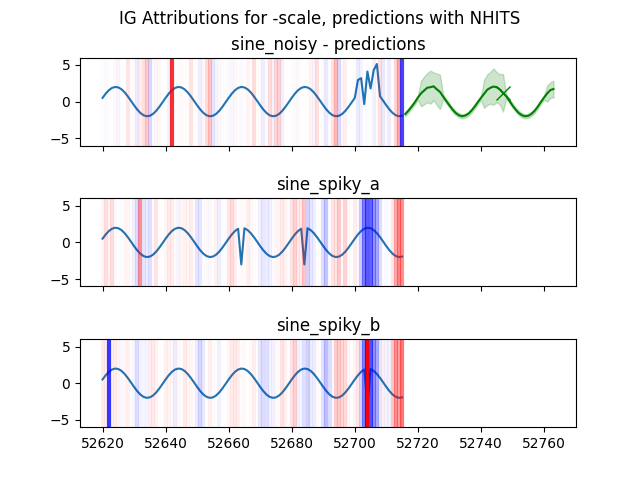 IG Attributions for -scale, predictions with NHITS
sine_noisy - predictions
5
0
−5
sine_spiky_a
5
0
−5
sine_spiky_b
5
0
−5
52620 52640 52660 52680 52700 52720 52740 52760